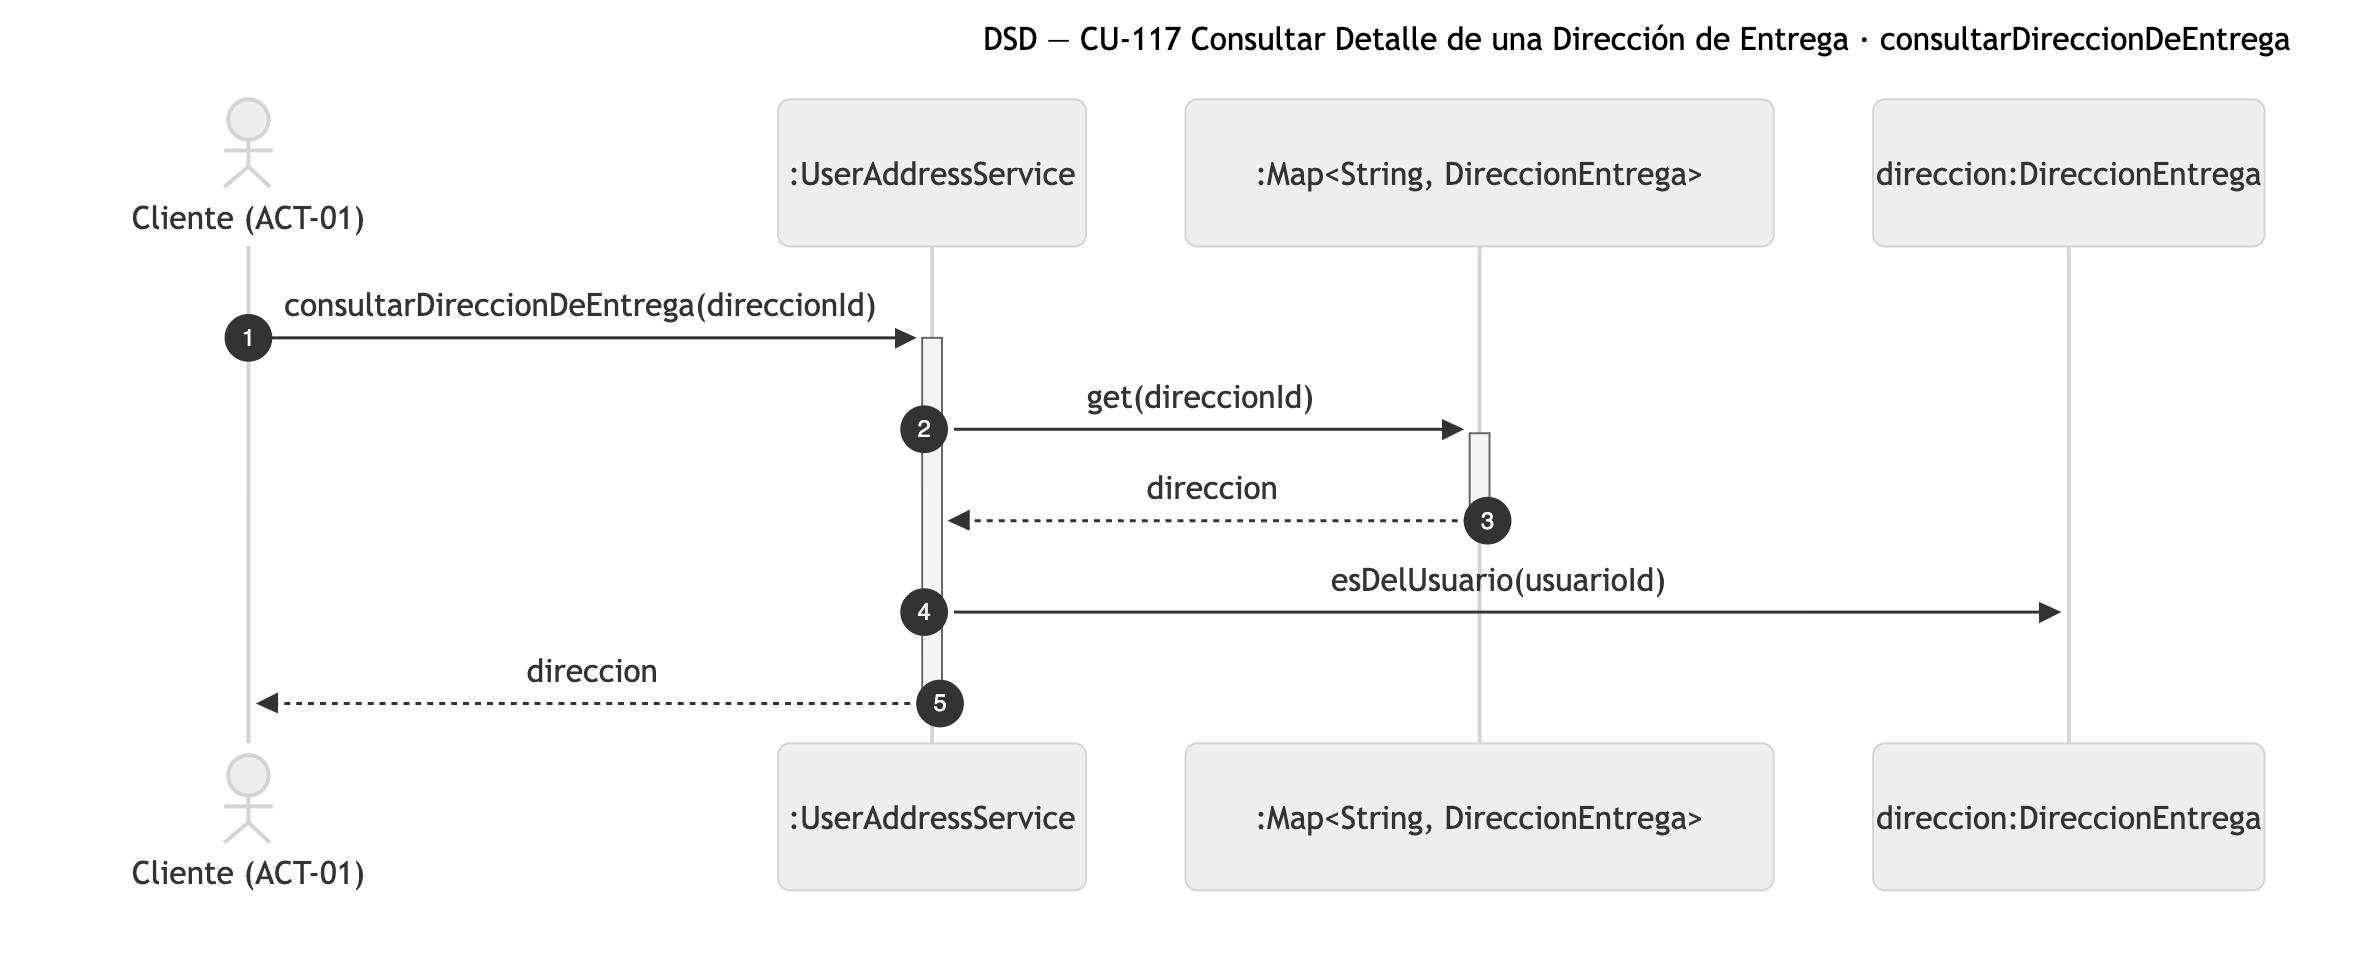 DSD — CU-117 Consultar Detalle de una Dirección de Entrega · consultarDireccionDeEntrega
Cliente (ACT-01)
:UserAddressService
:Map<String, DireccionEntrega>
direccion:DireccionEntrega
consultarDireccionDeEntrega(direccionId)
1
get(direccionId)
2
direccion
3
esDelUsuario(usuarioId)
4
direccion
5
:UserAddressService
:Map<String, DireccionEntrega>
direccion:DireccionEntrega
Cliente (ACT-01)